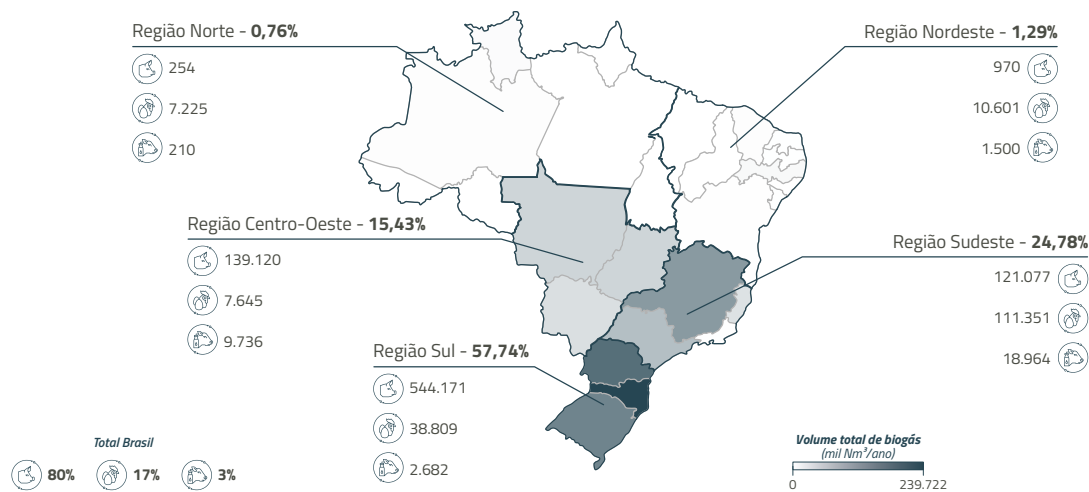 Região Norte - 0,76%
254
7.225
210
Região Nordeste - 1,29%
970
10.601
1.500
Região Centro-Oeste - 15,43%
139.120
7.645
9.736
Região Sudeste - 24,78%
121.077
111.351
18.964
Região Sul - 57,74%
544.171
38.809
2.682
Total Brasil
80% 17% 3%
Volume total de biogás
(mil Nm³/ano)
0 239.722